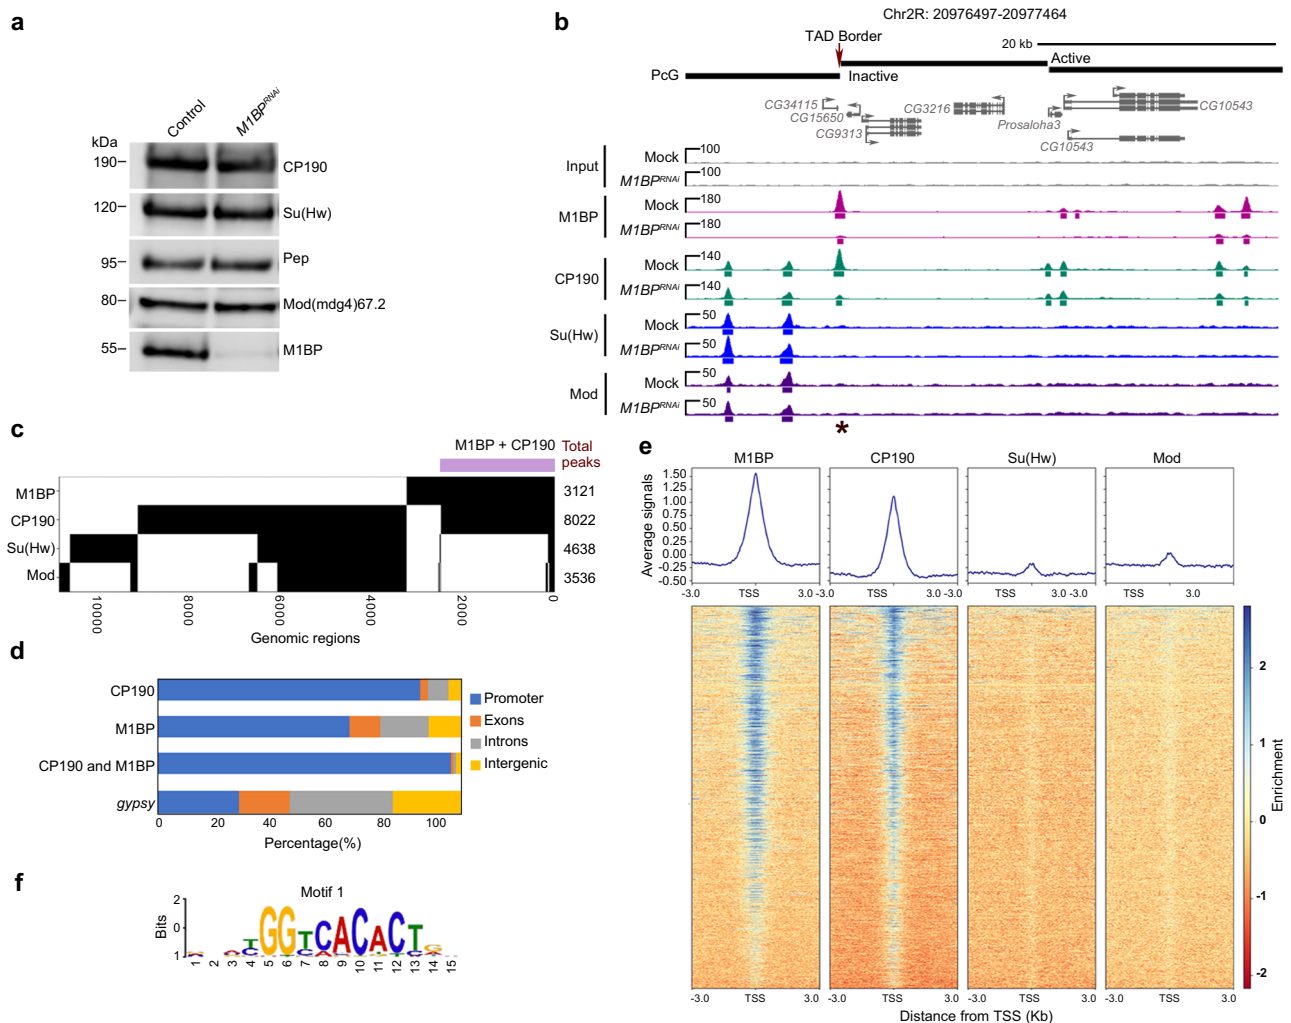 a
Control
M1BP^RNAi
kDa
190
CP190
120
Su(Hw)
95
Pep
80
Mod(mdg4)67.2
55
M1BP
b
Chr2R: 20976497-20977464
TAD Border
20 kb
Active
PcG
Inactive
CG34115
CG15650
CG9313
CG3216
Prosaloha3
CG10543
CG10543
Input
Mock
100
M1BP^RNAi
100
M1BP
Mock
180
M1BP^RNAi
180
CP190
Mock
140
M1BP^RNAi
140
Su(Hw)
Mock
50
M1BP^RNAi
50
Mod
Mock
50
M1BP^RNAi
50
*
c
M1BP + CP190
Total
peaks
M1BP
3121
CP190
8022
Su(Hw)
4638
Mod
3536
10000
8000
6000
4000
2000
0
Genomic regions
d
CP190
M1BP
CP190 and M1BP
gypsy
Promoter
Exons
Introns
Intergenic
0 20 40 60 80 100
Percentage(%)
e
M1BP CP190 Su(Hw) Mod
Average signals
1.50
1.25
1.00
0.75
0.50
0.25
0.00
-0.25
-0.50
-3.0 TSS 3.0 -3.0 TSS 3.0 -3.0 TSS 3.0 -3.0 TSS 3.0
Enrichment
2
1
0
-1
-2
-3.0 TSS 3.0 -3.0 TSS 3.0 -3.0 TSS 3.0 -3.0 TSS 3.0
Distance from TSS (Kb)
f
Motif 1
Bits
2
0
1
TGGTCACACTG
1 2 3 4 5 6 7 8 9 10 11 12 13 14 15